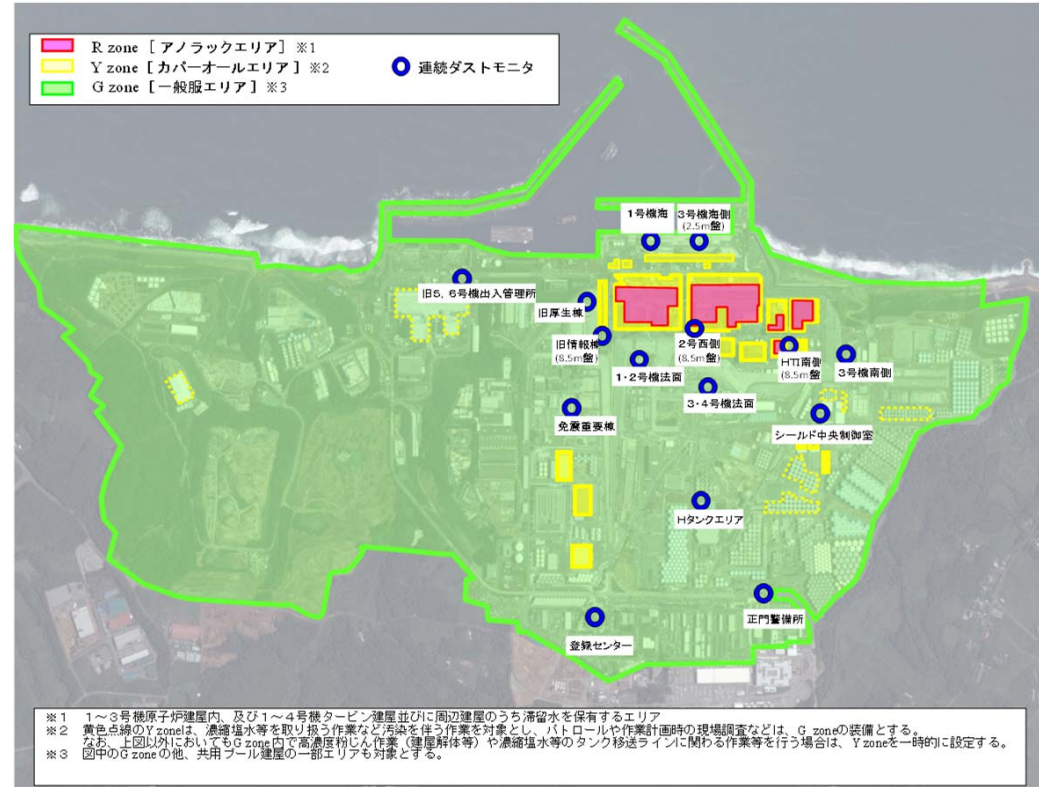 R zone [アノラックエリア] ※1
Y zone [カバーオールエリア] ※2
G zone [一般服エリア] ※3
連続ダストモニタ
1号機海
3号機海側
(2.5m盤)
旧5，6号機出入管理所
旧厚生棟
旧情報棟
(8.5m盤)
2号西側
(8.5m盤)
1・2号機法面
HTI南側
(8.5m盤)
3号機南側
3・4号機法面
免震重要棟
シールド中央制御室
Hタンクエリア
正門警備所
登録センター
※1 1～3号機原子炉建屋内、及び1～4号機タービン建屋並びに周辺建屋のうち滞留水を保有するエリア
※2 黄色点線のY zoneは、濃縮塩水等を取り扱う作業など汚染を伴う作業を対象とし、パトロールや作業計画時の現場調査などは、G zoneの装備とする。
なお、上図以外においてもG zone内で高濃度粉じん作業（建屋解体等）や濃縮塩水等のタンク移送ラインに関わる作業等を行う場合は、Y zoneを一時的に設定する。
※3 図中のG zoneの他、共用プール建屋の一部エリアも対象とする。